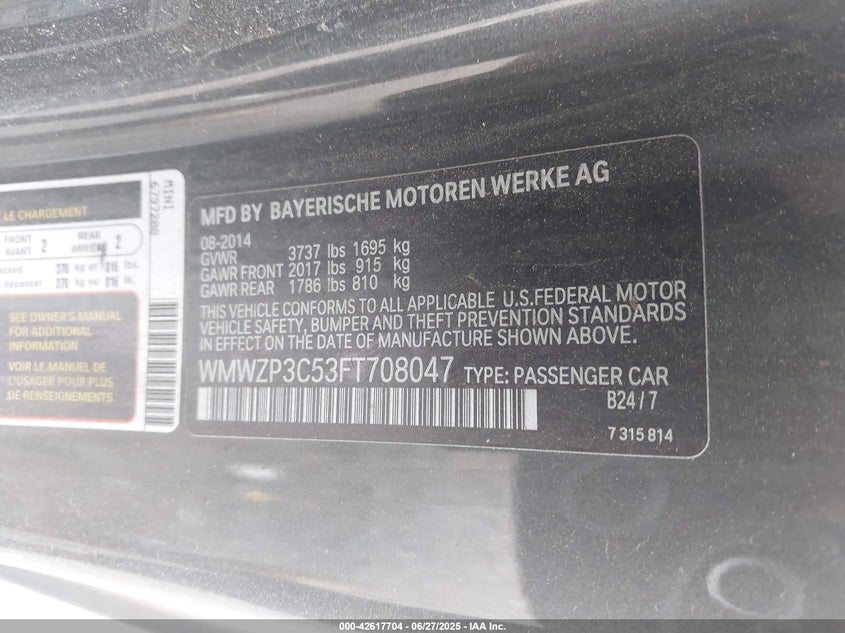 LE CHARGEMENT
FRONT
AVANT 2
REAR
ARRIÈRE 2
xceed 370 kg or 816 lbs.
depasser 370 kg ou 816 lb.
SEE OWNER'S MANUAL
FOR ADDITIONAL
INFORMATION
VOIR LE MANUEL DE
L'USAGER POUR PLUS
DE RENSEIGNEMENTS
MINI
6797208
MFD BY BAYERISCHE MOTOREN WERKE AG
08-2014
GVWR 3737 lbs 1695 kg
GAWR FRONT 2017 lbs 915 kg
GAWR REAR 1786 lbs 810 kg
THIS VEHICLE CONFORMS TO ALL APPLICABLE U.S.FEDERAL MOTOR
VEHICLE SAFETY, BUMPER AND THEFT PREVENTION STANDARDS
IN EFFECT ON THE DATE OF MANUFACTURE SHOWN ABOVE.
WMWZP3C53FT708047 TYPE: PASSENGER CAR
B24 / 7
7 315 814
000-42617704 | 06/27/2025 - IAA Inc.